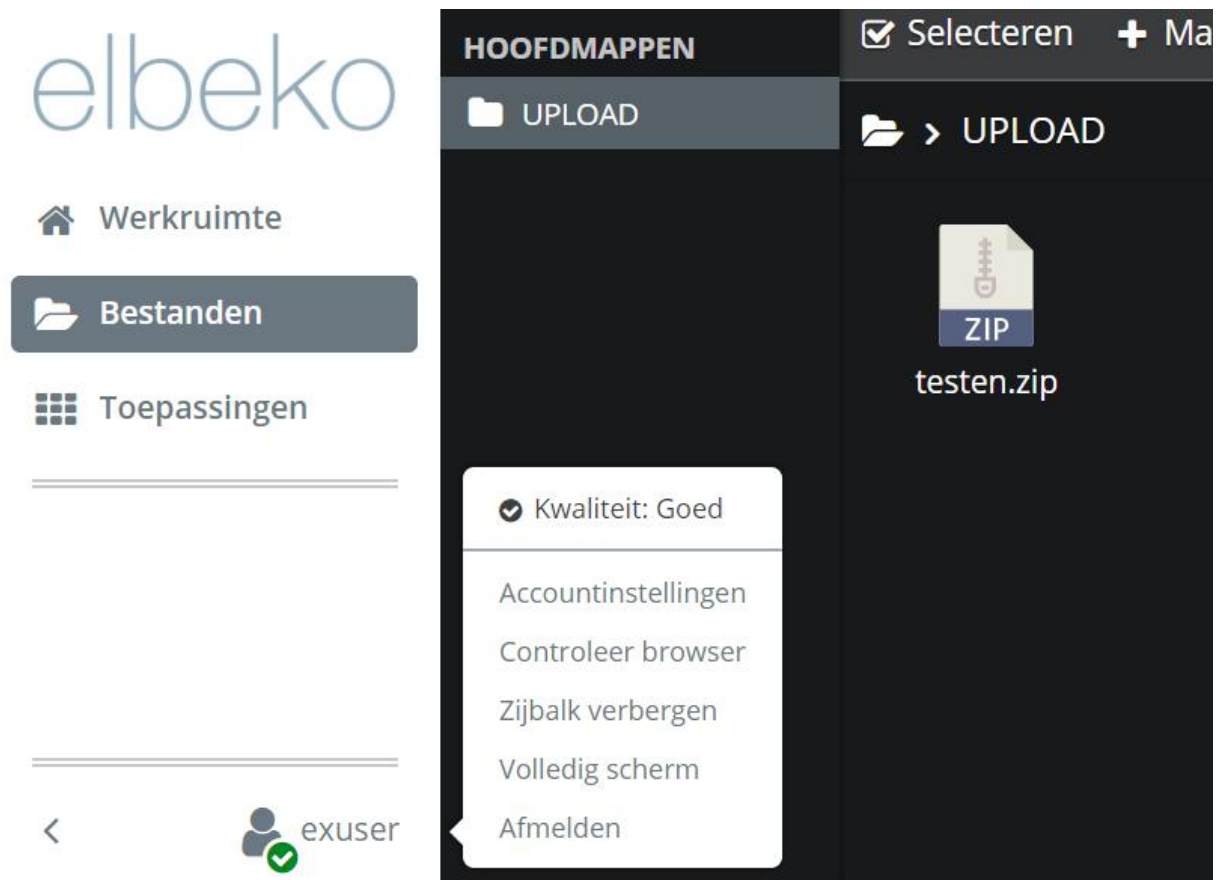 elbeko
Werkruimte
Bestanden
Toepassingen
exuser
HOOFDMAPPEN
UPLOAD
Kwaliteit: Goed
Accountinstellingen
Controleer browser
Zijbalk verbergen
Volledig scherm
Afmelden
Selecteren Ma
UPLOAD
ZIP
testen.zip